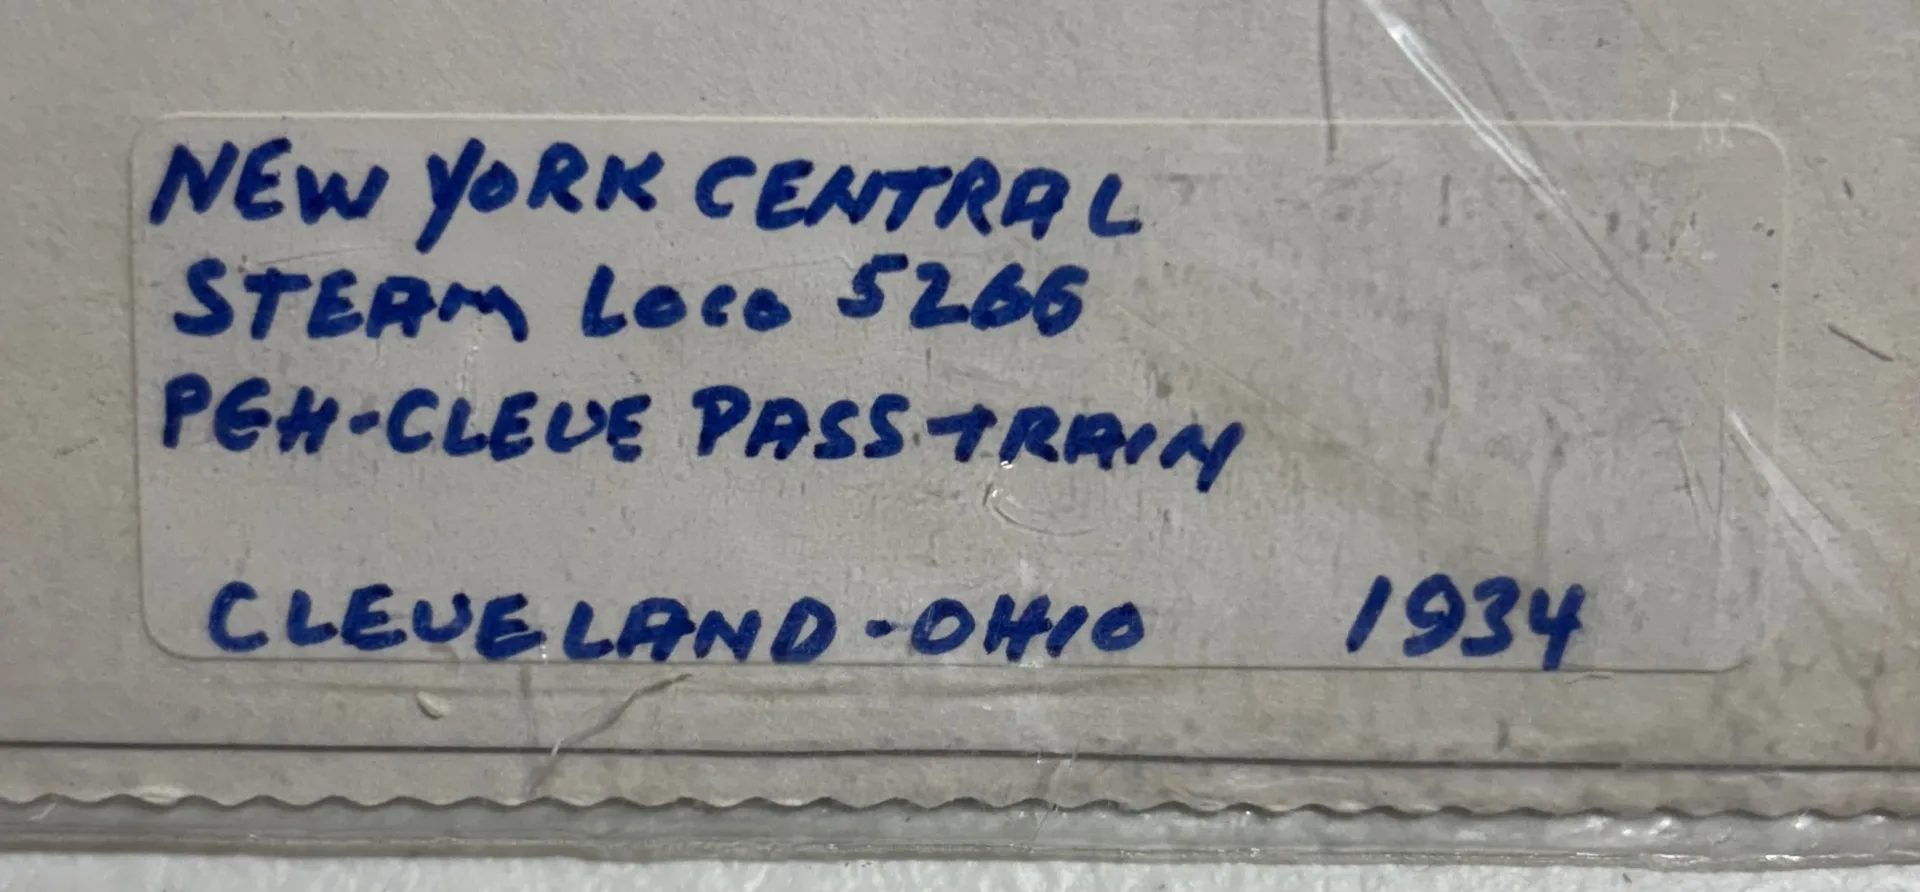 NEW YORK CENTRAL
STEAM LOCO 5266
PGH-CLEVE PASS TRAIN
CLEVELAND-OHIO 1934